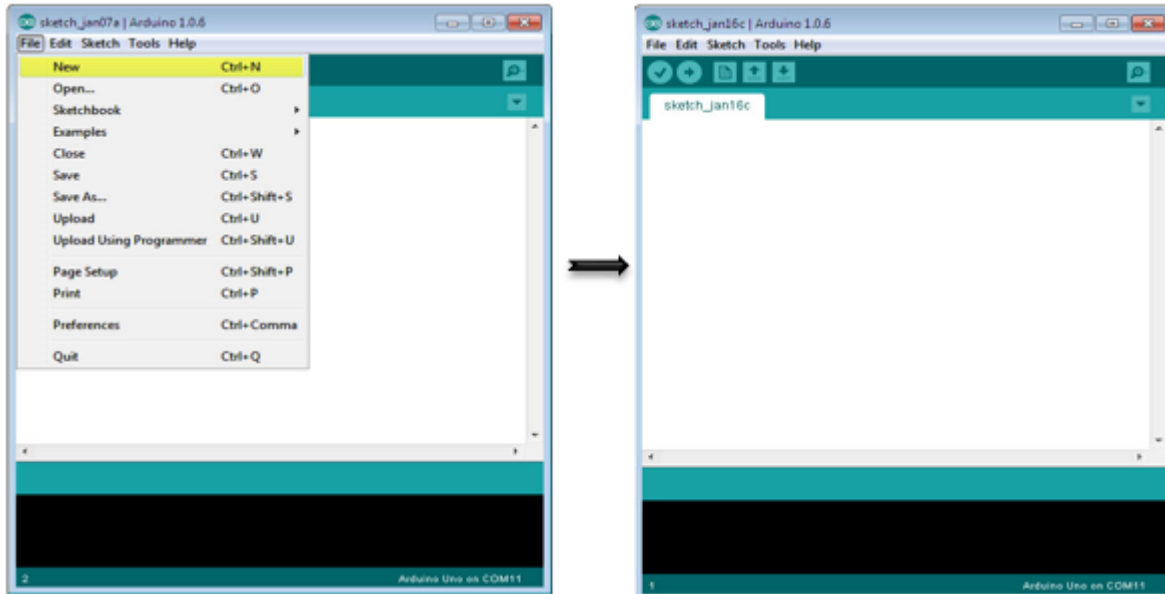 sketch_jan07a | Arduino 1.0.6
File Edit Sketch Tools Help
New Ctrl+N
Open... Ctrl+O
Sketchbook
Examples
Close Ctrl+W
Save Ctrl+S
Save As... Ctrl+Shift+S
Upload Ctrl+U
Upload Using Programmer Ctrl+Shift+U
Page Setup Ctrl+Shift+P
Print Ctrl+P
Preferences Ctrl+Comma
Quit Ctrl+Q
2 Arduino Uno on COM11
sketch_jan16c | Arduino 1.0.6
File Edit Sketch Tools Help
sketch_jan16c
1 Arduino Uno on COM11